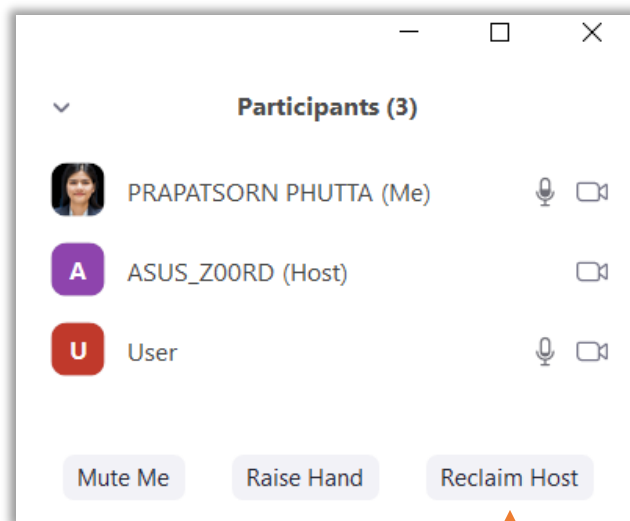 Participants (3)
PRAPATSORN PHUTTA (Me)
A
ASUS_Z00RD (Host)
U
User
Mute Me
Raise Hand
Reclaim Host